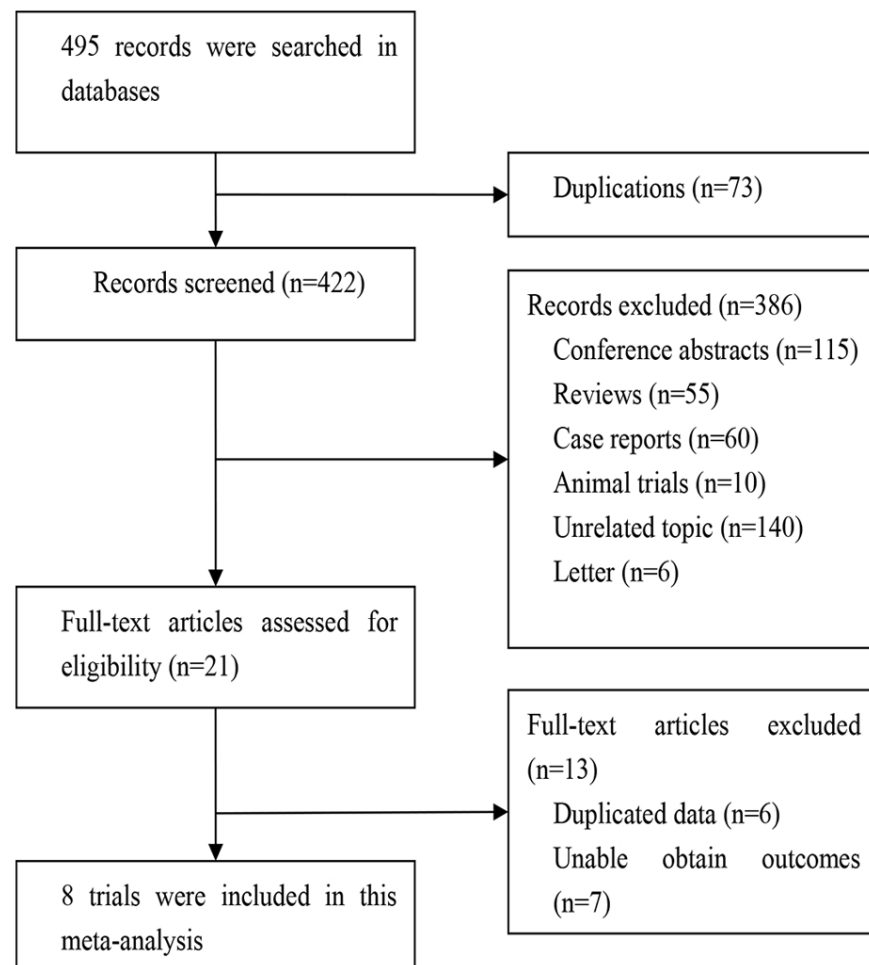 495 records were searched in
databases
Duplications (n=73)
Records screened (n=422)
Records excluded (n=386)
Conference abstracts (n=115)
Reviews (n=55)
Case reports (n=60)
Animal trials (n=10)
Unrelated topic (n=140)
Letter (n=6)
Full-text articles assessed for
eligibility (n=21)
Full-text articles excluded
(n=13)
Duplicated data (n=6)
Unable obtain outcomes
(n=7)
8 trials were included in this
meta-analysis